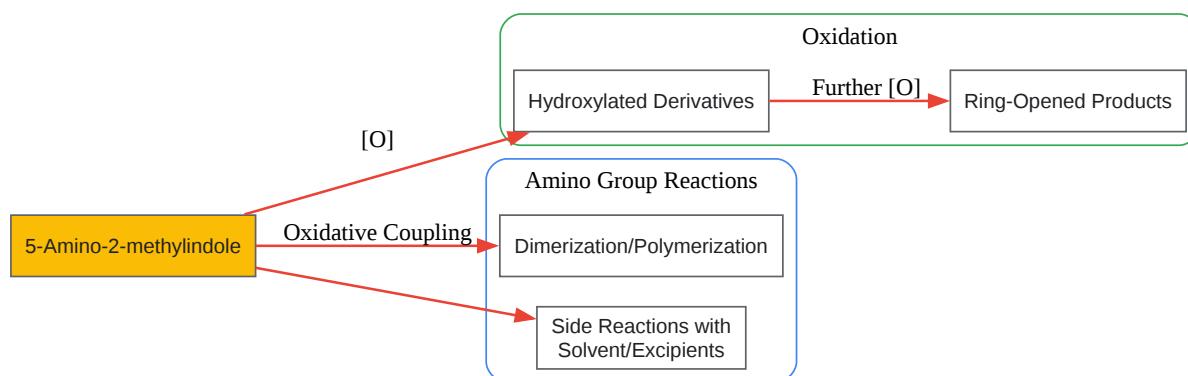 Oxidation
Hydroxylated Derivatives
Further [O]
Ring-Opened Products
[O]
Amino Group Reactions
5-Amino-2-methylindole
Oxidative Coupling
Dimerization/Polymerization
Side Reactions with
Solvent/Excipients